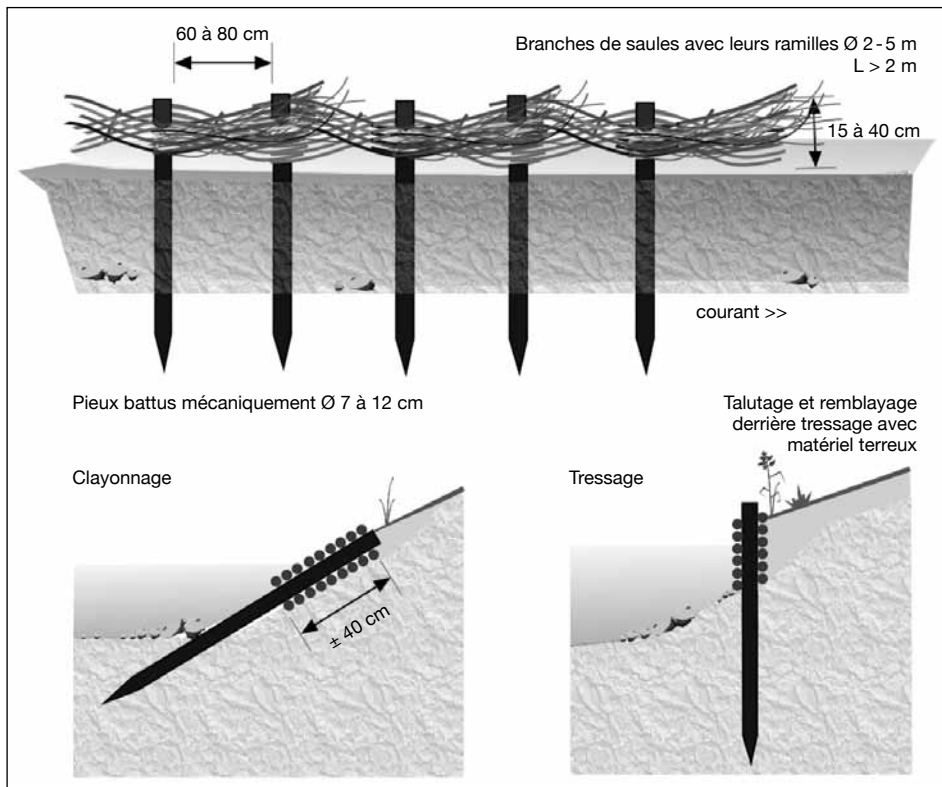 60 à 80 cm
Branches de saules avec leurs ramilles Ø 2-5 m
L > 2 m
15 à 40 cm
courant >>
Pieux battus mécaniquement Ø 7 à 12 cm
Talutage et remblayage
derrière tressage avec
matériel terreux
Clayonnage
Tressage
± 40 cm